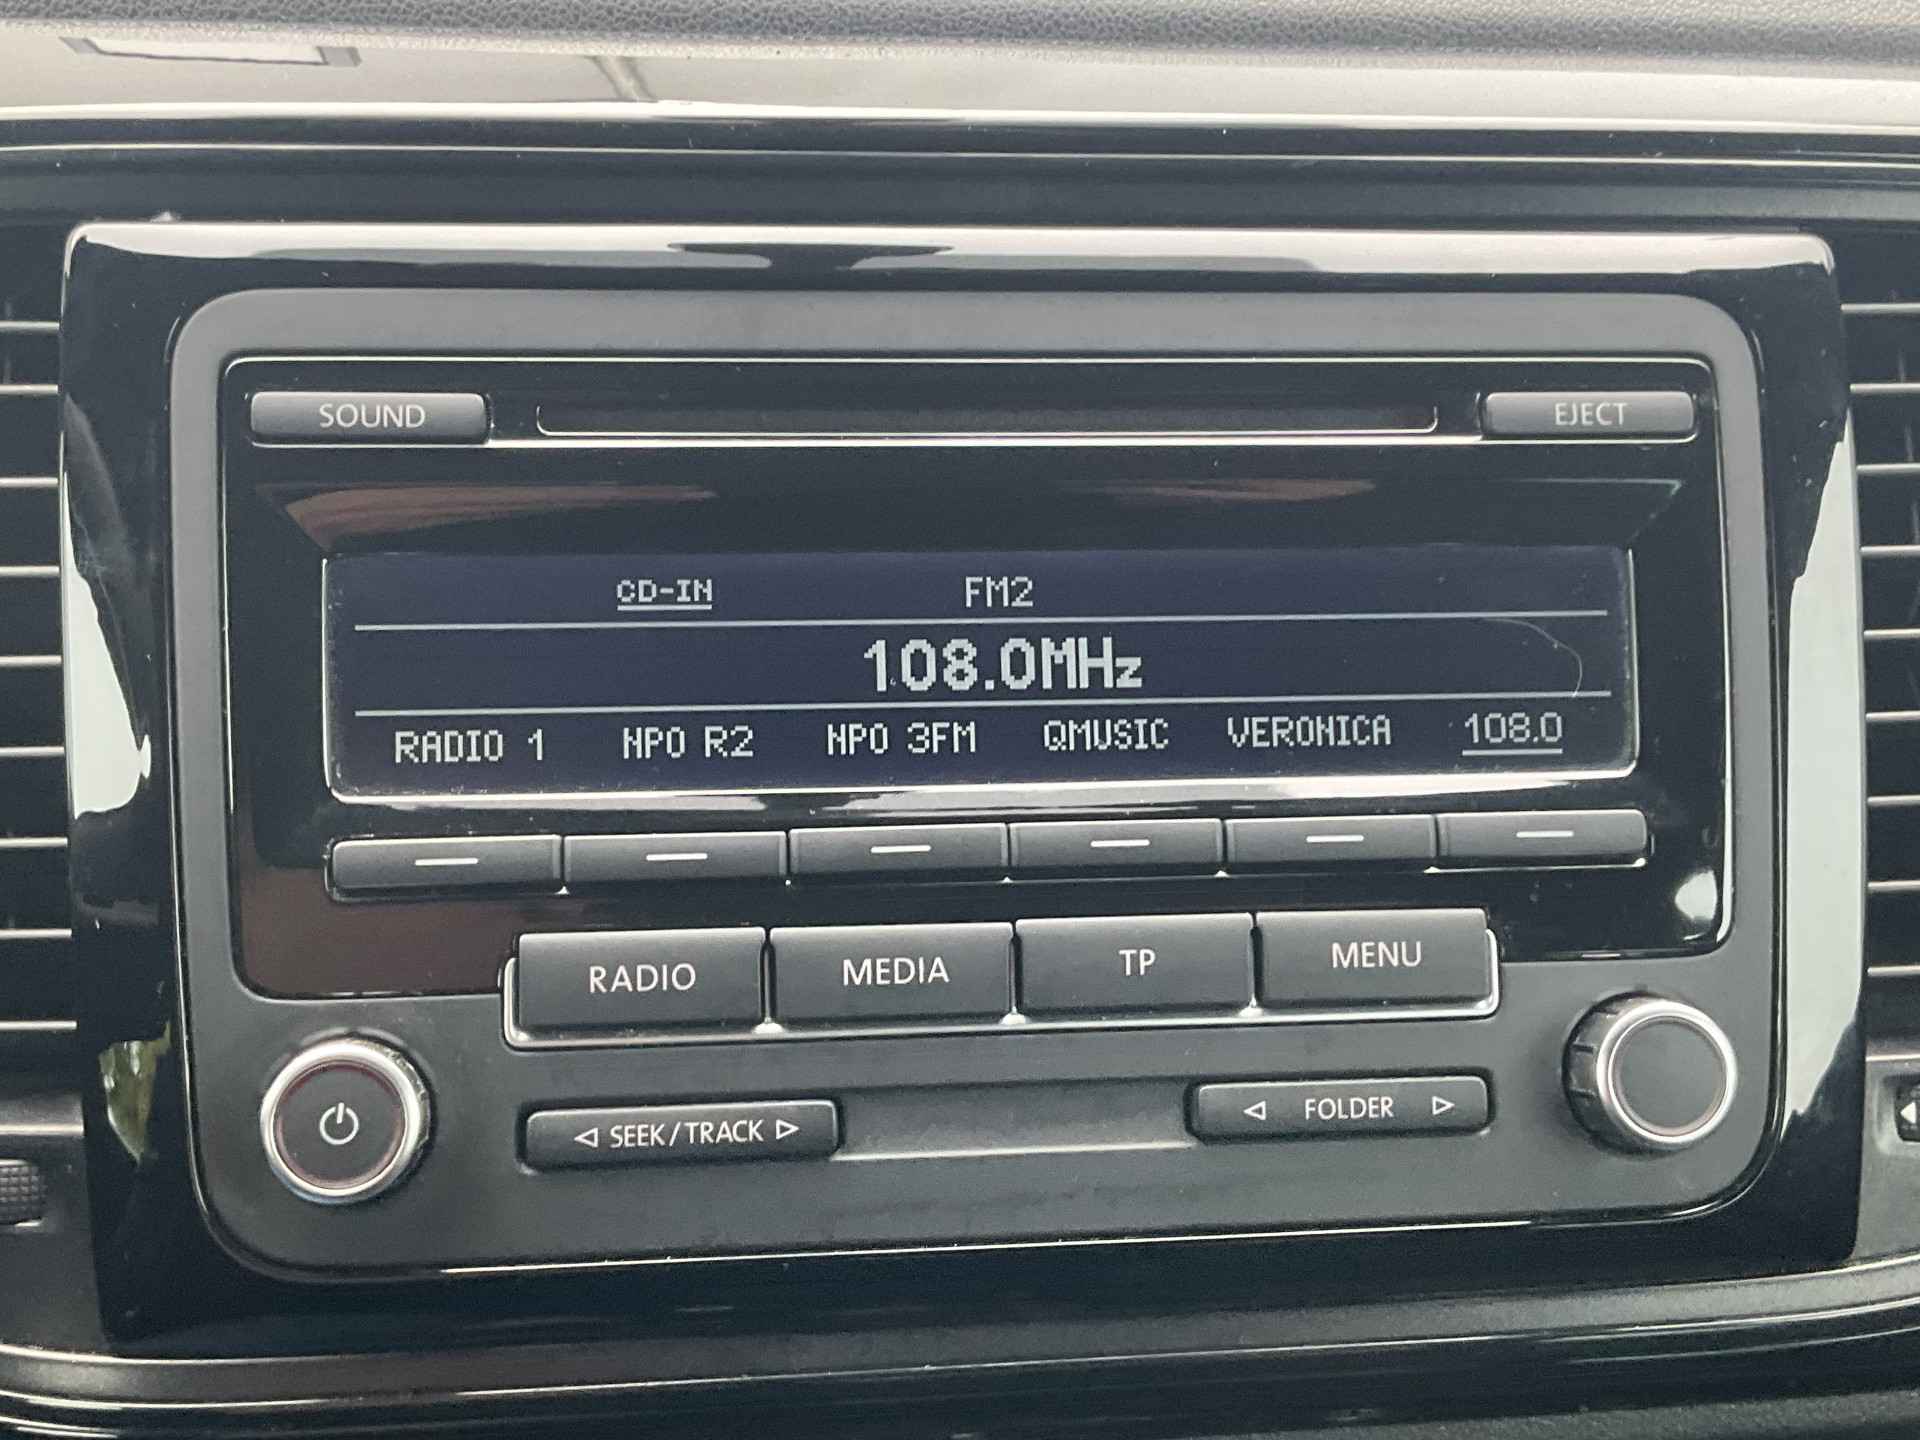 SOUND EJECT
CD-IN FM2
108.0MHz
RADIO 1 NPO R2 NPO 3FM QMUSIC VERONICA 108.0
RADIO MEDIA TP MENU
SEEK/TRACK FOLDER